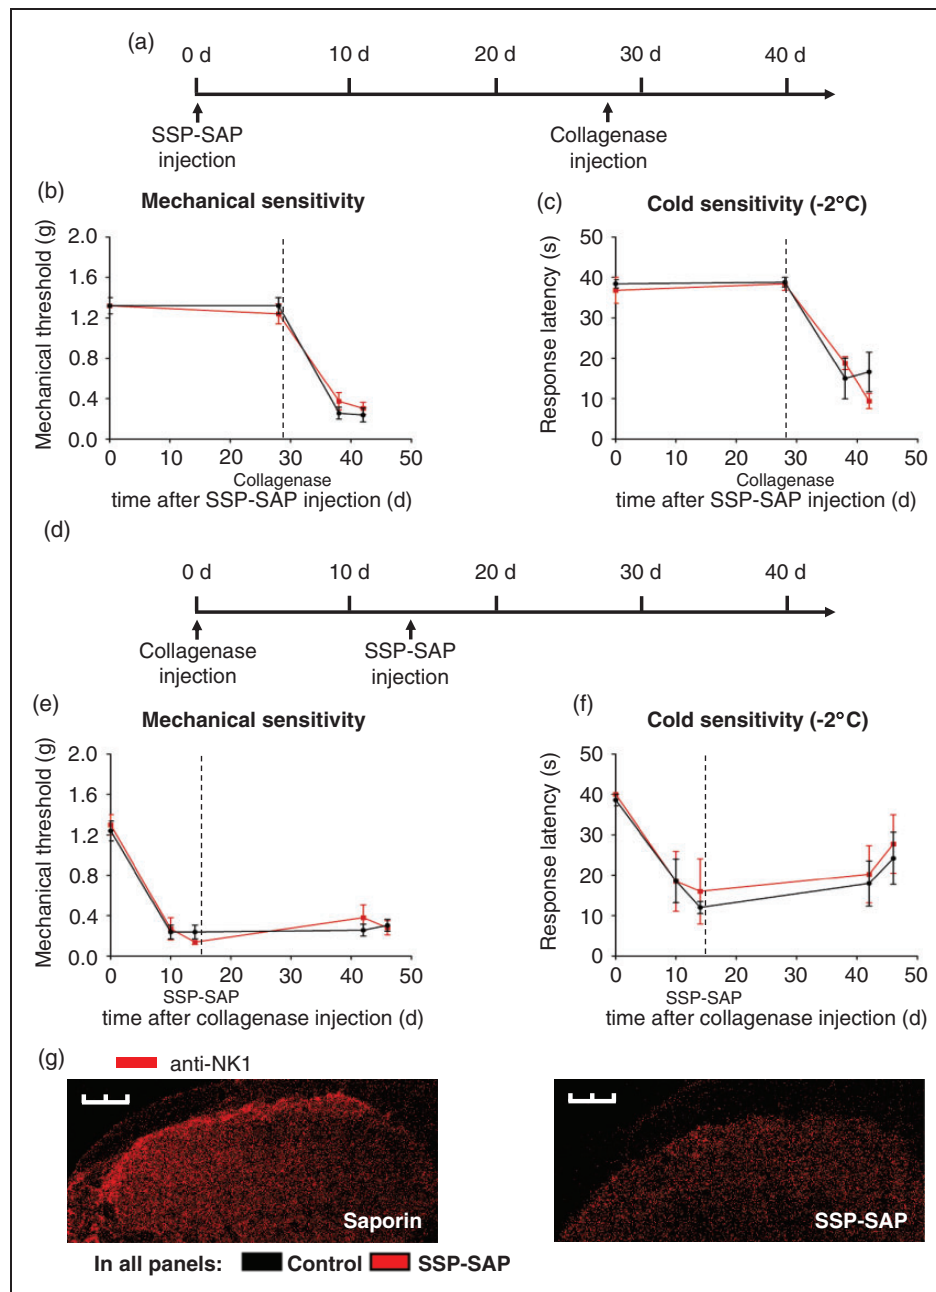 (a)
0 d 10 d 20 d 30 d 40 d
SSP-SAP
injection
Collagenase
injection
(b)
Mechanical sensitivity
Mechanical threshold (g)
2.0
1.6
1.2
0.8
0.4
0.0
0 10 20 30 40 50
Collagenase
time after SSP-SAP injection (d)
(c)
Cold sensitivity (-2°C)
Response latency (s)
50
40
30
20
10
0
0 10 20 30 40 50
Collagenase
time after SSP-SAP injection (d)
(d)
0 d 10 d 20 d 30 d 40 d
Collagenase
injection
SSP-SAP
injection
(e)
Mechanical sensitivity
Mechanical threshold (g)
2.0
1.6
1.2
0.8
0.4
0.0
0 10 20 30 40 50
SSP-SAP
time after collagenase injection (d)
(f)
Cold sensitivity (-2°C)
Response latency (s)
50
40
30
20
10
0
0 10 20 30 40 50
SSP-SAP
time after collagenase injection (d)
(g)
anti-NK1
Saporin
SSP-SAP
In all panels: Control SSP-SAP